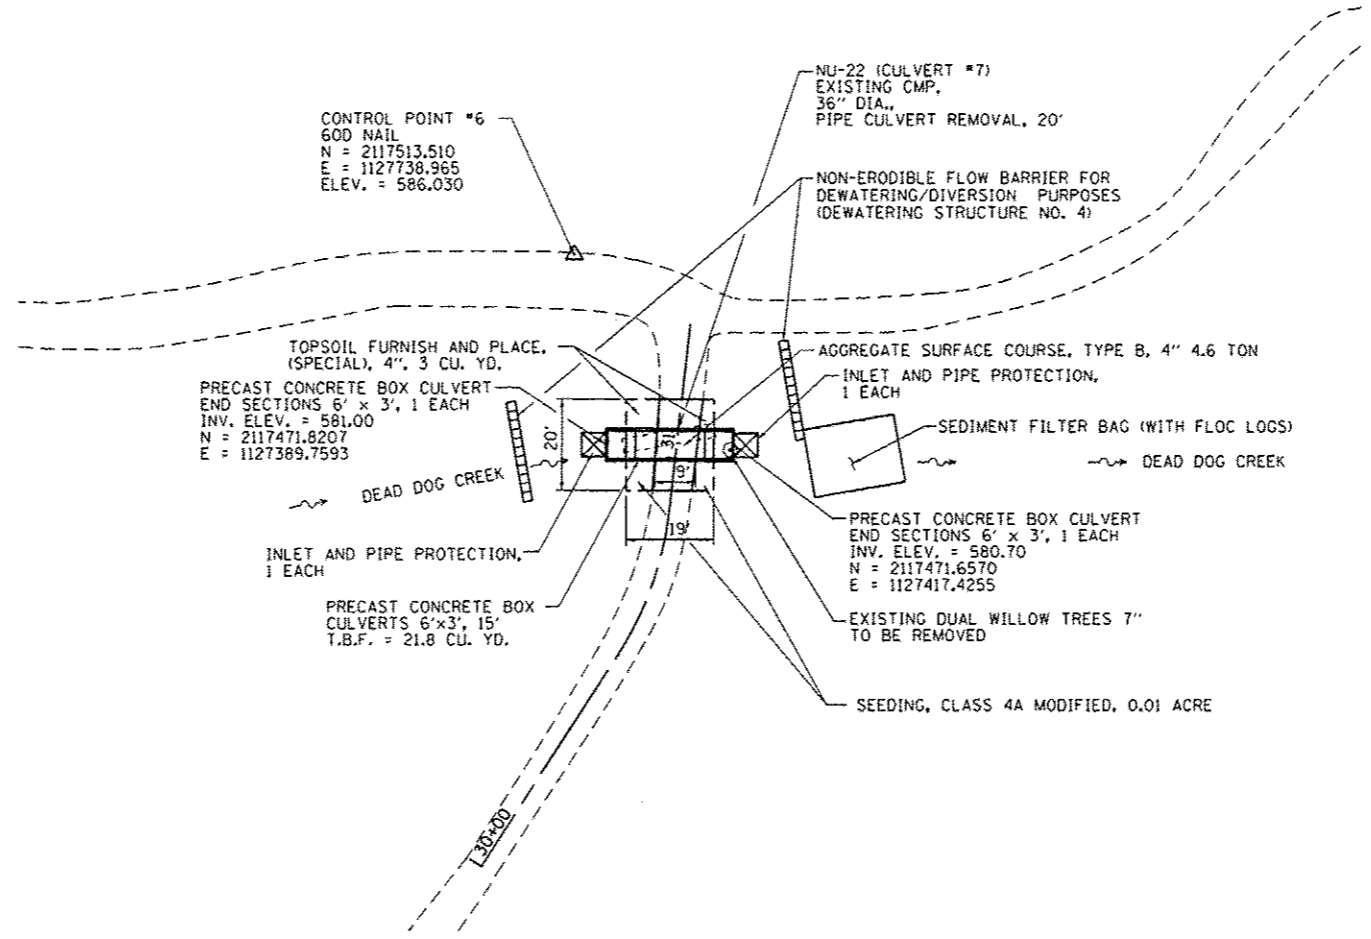 NU-22 (CULVERT #7)
EXISTING CMP,
36" DIA.,
PIPE CULVERT REMOVAL, 20'
CONTROL POINT #6
60D NAIL
N = 2117513.510
E = 1127738.965
ELEV. = 586.030
NON-ERODIBLE FLOW BARRIER FOR
DEWATERING/DIVERSION PURPOSES
(DEWATERING STRUCTURE NO. 4)
TOPSOIL FURNISH AND PLACE,
(SPECIAL), 4", 3 CU. YD.
AGGREGATE SURFACE COURSE, TYPE B, 4" 4.6 TON
INLET AND PIPE PROTECTION,
1 EACH
PRECAST CONCRETE BOX CULVERT
END SECTIONS 6' x 3', 1 EACH
INV. ELEV. = 581.00
N = 2117471.8207
E = 1127389.7593
SEDIMENT FILTER BAG (WITH FLOC LOGS)
20'
9'
19'
DEAD DOG CREEK
DEAD DOG CREEK
PRECAST CONCRETE BOX CULVERT
END SECTIONS 6' x 3', 1 EACH
INV. ELEV. = 580.70
N = 2117471.6570
E = 1127417.4255
INLET AND PIPE PROTECTION,
1 EACH
PRECAST CONCRETE BOX
CULVERTS 6'x3', 15'
T.B.F. = 21.8 CU. YD.
EXISTING DUAL WILLOW TREES 7"
TO BE REMOVED
SEEDING, CLASS 4A MODIFIED, 0.01 ACRE
130+00